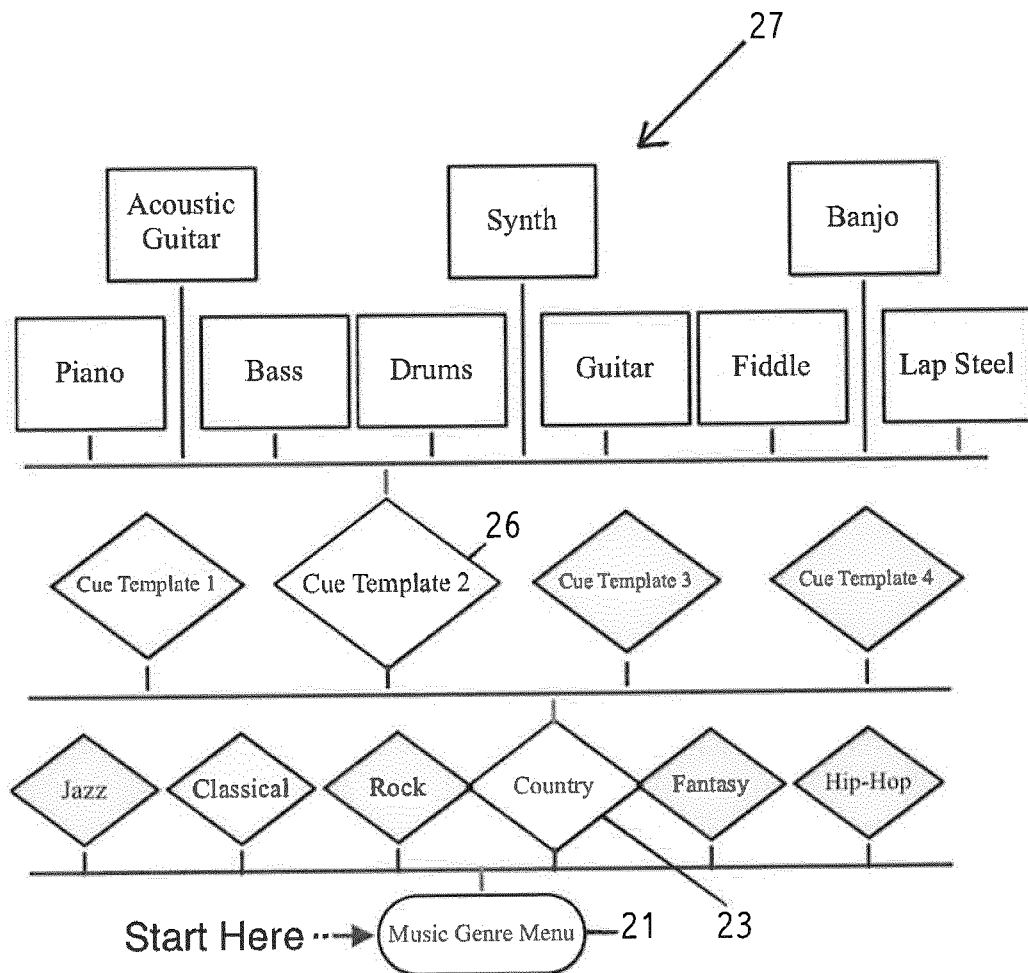 27
Acoustic
Guitar
Synth
Banjo
Piano
Bass
Drums
Guitar
Fiddle
Lap Steel
26
Cue Template 1
Cue Template 2
Cue Template 3
Cue Template 4
Jazz
Classical
Rock
Country
Fantasy
Hip-Hop
Start Here
Music Genre Menu
21
23